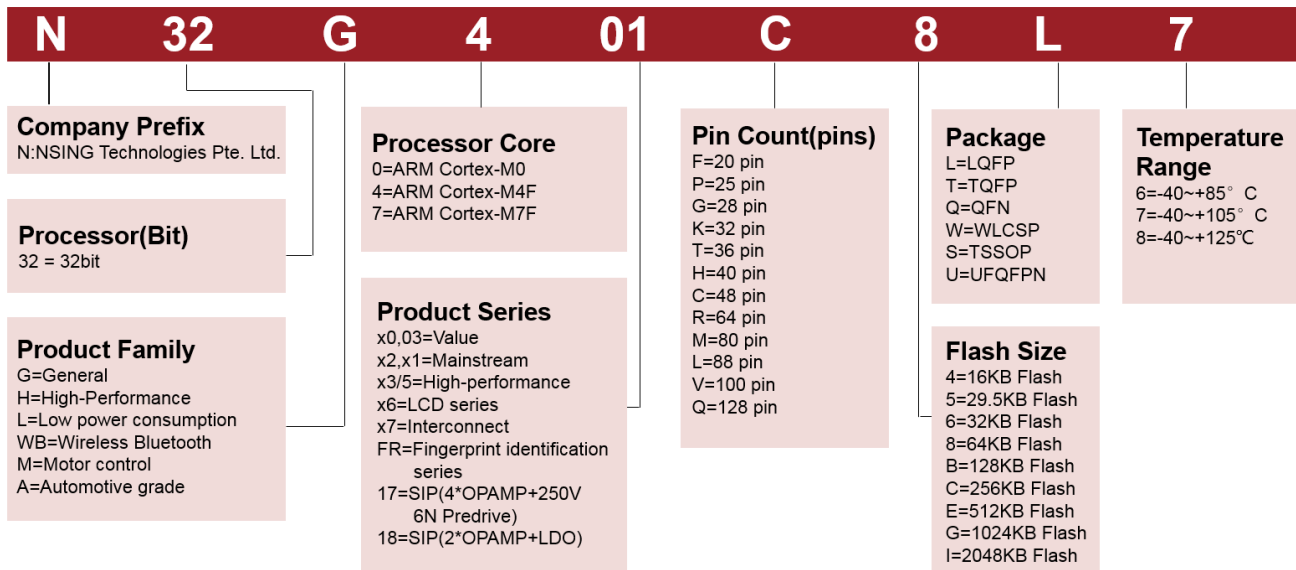 N 32 G 4 01 C 8 L 7
Company Prefix
N:NSING Technologies Pte. Ltd.
Processor(Bit)
32 = 32bit
Product Family
G=General
H=High-Performance
L=Low power consumption
WB=Wireless Bluetooth
M=Motor control
A=Automotive grade
Processor Core
0=ARM Cortex-M0
4=ARM Cortex-M4F
7=ARM Cortex-M7F
Product Series
x0,03=Value
x2,x1=Mainstream
x3/5=High-performance
x6=LCD series
x7=Interconnect
FR=Fingerprint identification
series
17=SIP(4*OPAMP+250V
6N Predrive)
18=SIP(2*OPAMP+LDO)
Pin Count(pins)
F=20 pin
P=25 pin
G=28 pin
K=32 pin
T=36 pin
H=40 pin
C=48 pin
R=64 pin
M=80 pin
L=88 pin
V=100 pin
Q=128 pin
Package
L=LQFP
T=TQFP
Q=QFN
W=WLCSP
S=TSSOP
U=UFQFPN
Flash Size
4=16KB Flash
5=29.5KB Flash
6=32KB Flash
8=64KB Flash
B=128KB Flash
C=256KB Flash
E=512KB Flash
G=1024KB Flash
I=2048KB Flash
Temperature
Range
6=-40~+85° C
7=-40~+105° C
8=-40~+125℃